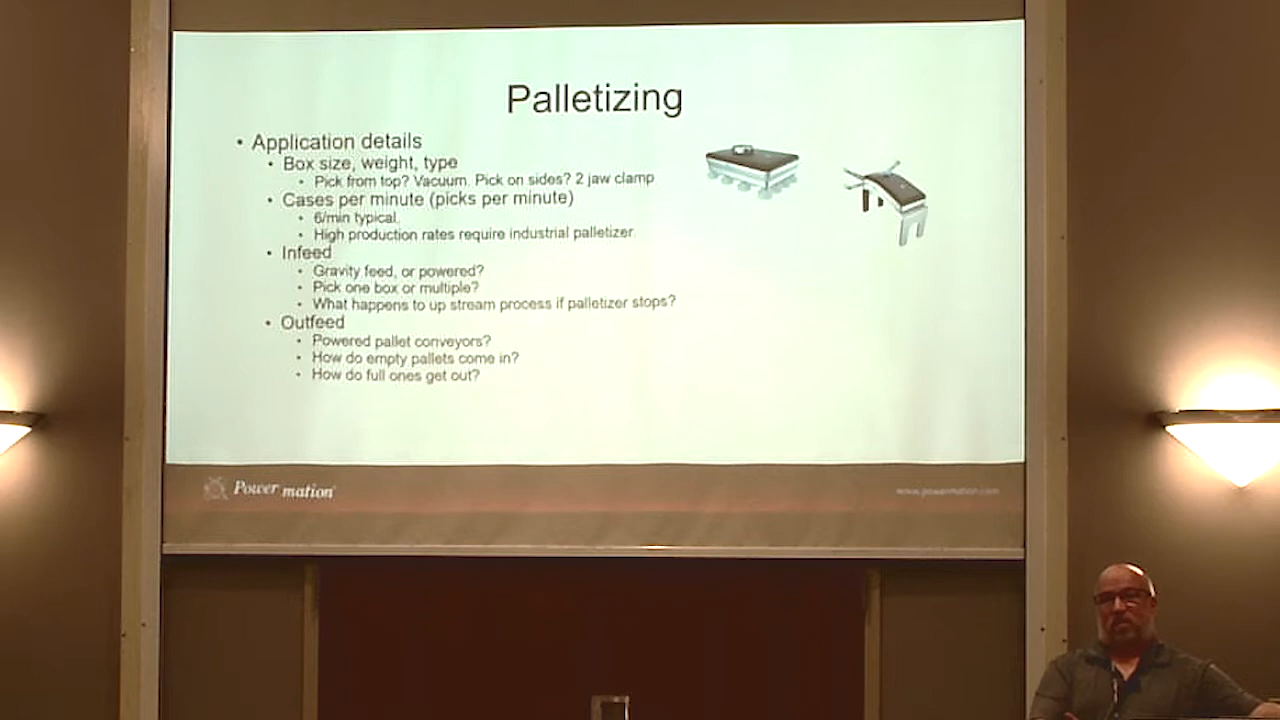 Palletizing
• Application details
• Box size, weight, type
• Pick from top? Vacuum. Pick on sides? 2 jaw clamp
• Cases per minute (picks per minute)
• 6/min typical.
• High production rates require industrial palletizer.
• Infeed
• Gravity feed, or powered?
• Pick one box or multiple?
• What happens to up stream process if palletizer stops?
• Outfeed
• Powered pallet conveyors?
• How do empty pallets come in?
• How do full ones get out?
Power mation
www.powermation.com